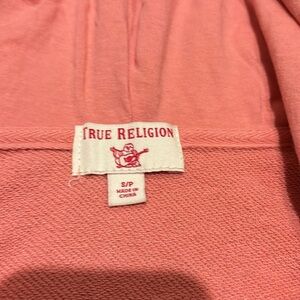 TRUE RELIGION
S/P
MADE IN
CHINA